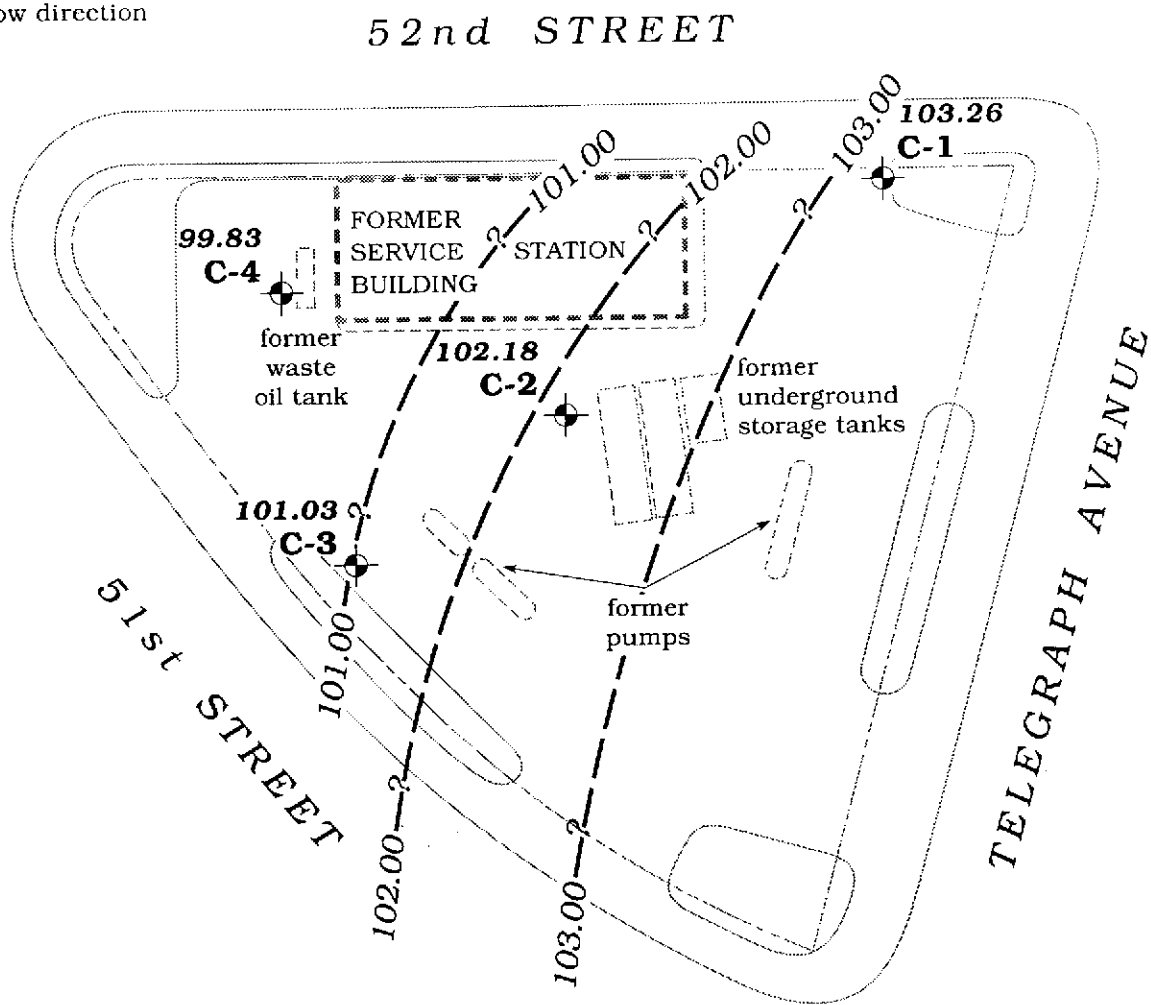 ow direction
52nd STREET
103.26
C-1
101.00
102.00
103.00
FORMER
SERVICE STATION
BUILDING
99.83
C-4
former
waste
oil tank
102.18
C-2
former
underground
storage tanks
101.03
C-3
?
?
?
?
?
?
former
pumps
101.00
102.00
103.00
51st STREET
TELEGRAPH AVENUE